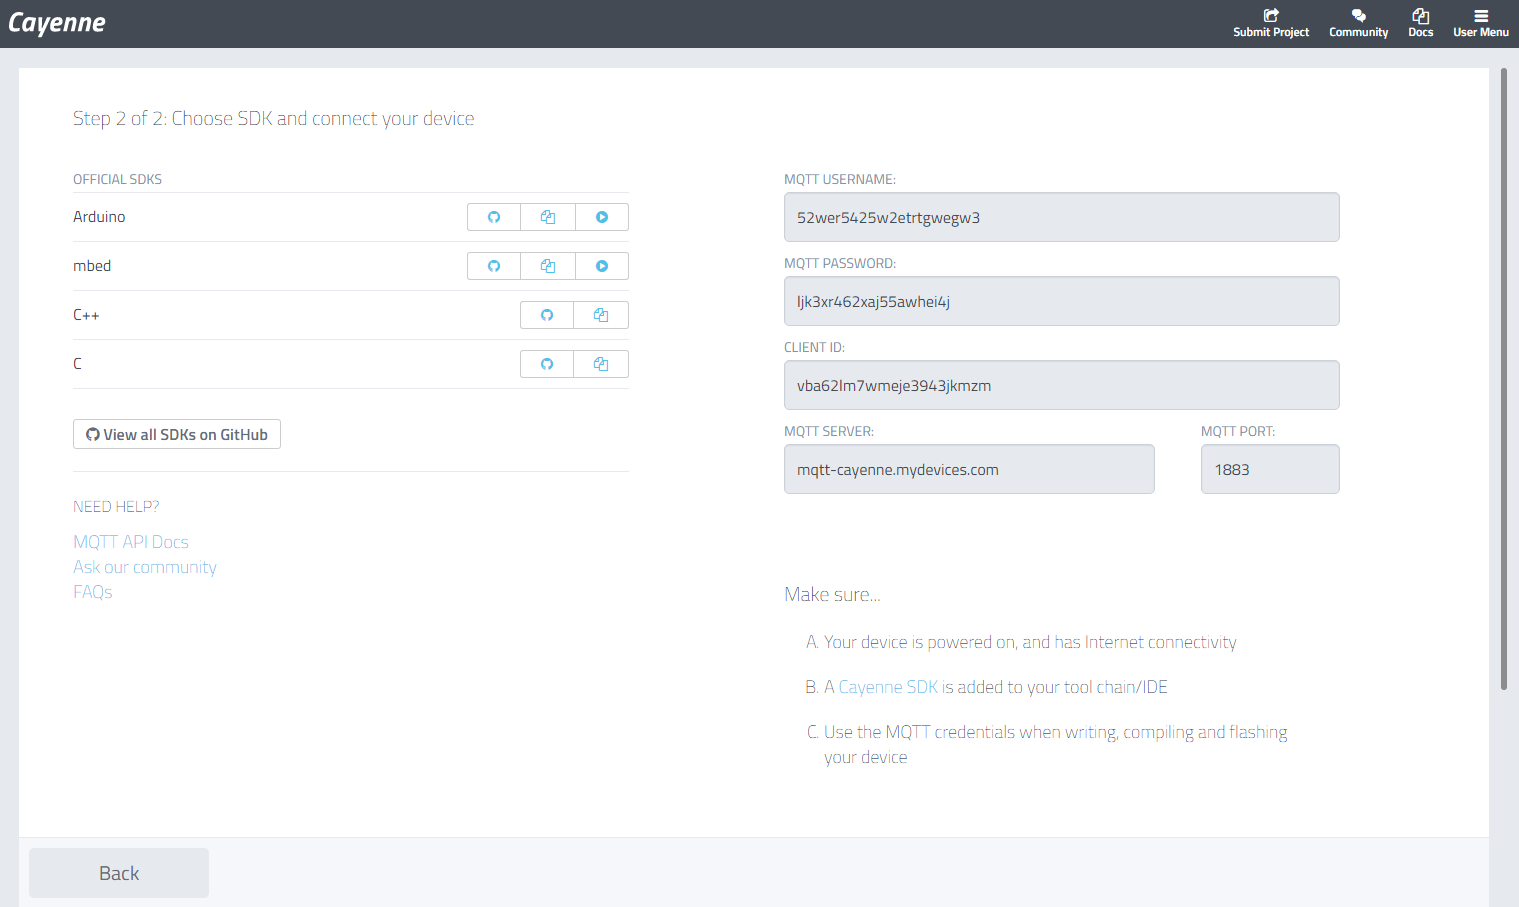 Cayenne
Submit Project
Community
Docs
User Menu
Step 2 of 2: Choose SDK and connect your device
OFFICIAL SDKS
Arduino
mbed
C++
C
View all SDKs on GitHub
NEED HELP?
MQTT API Docs
Ask our community
FAQs
MQTT USERNAME:
52wer5425w2etrtgwegw3
MQTT PASSWORD:
ljk3xr462xaj55awhei4j
CLIENT ID:
vba62lm7wmeje3943jkmzm
MQTT SERVER:
mqtt-cayenne.mydevices.com
MQTT PORT:
1883
Make sure...
A. Your device is powered on, and has Internet connectivity
B. A Cayenne SDK is added to your tool chain/IDE
C. Use the MQTT credentials when writing, compiling and flashing
your device
Back